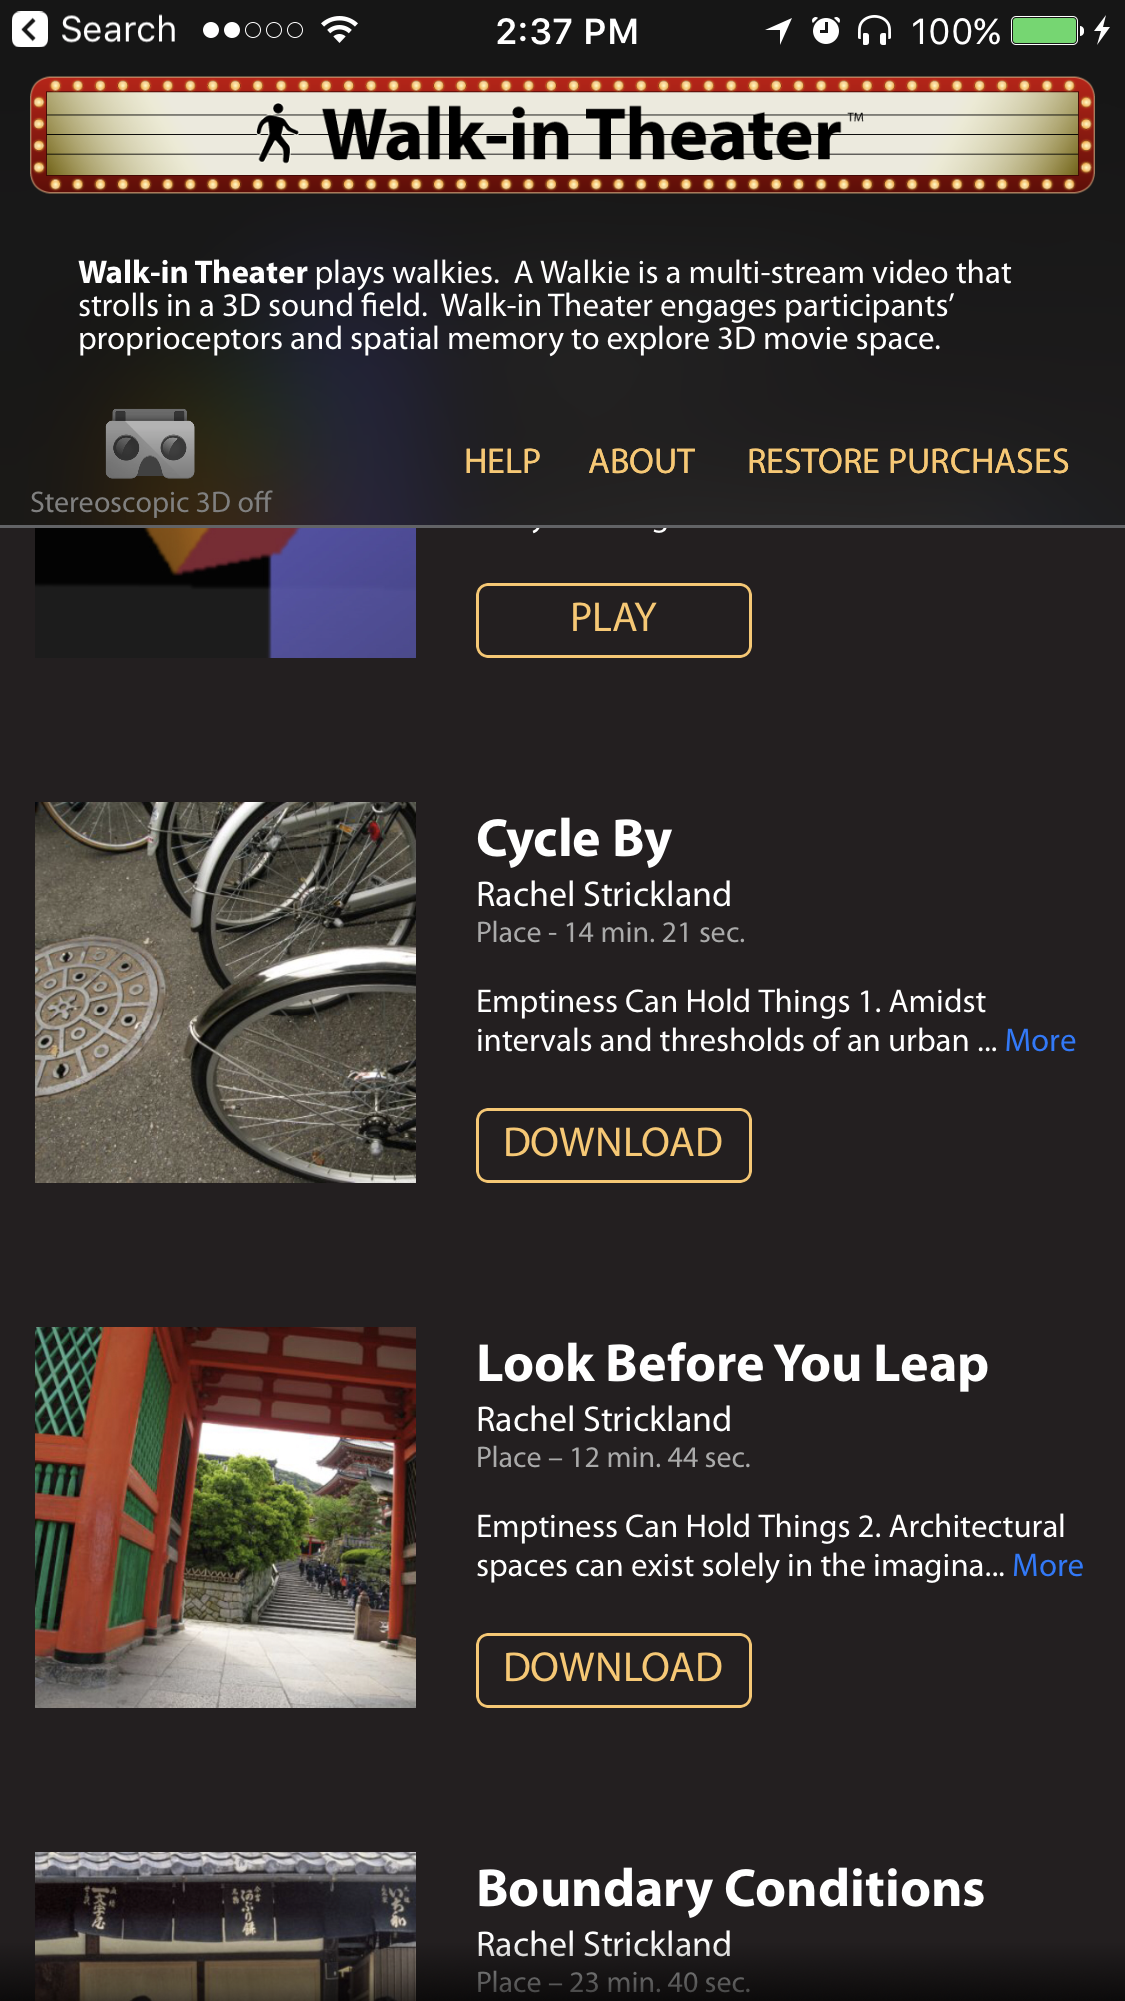 Search 2:37 PM 100%
Walk-in Theater™
Walk-in Theater plays walkies.  A Walkie is a multi-stream video that
strolls in a 3D sound field.  Walk-in Theater engages participants’
proprioceptors and spatial memory to explore 3D movie space.
HELP ABOUT RESTORE PURCHASES
Stereoscopic 3D off
PLAY
Cycle By
Rachel Strickland
Place - 14 min. 21 sec.
Emptiness Can Hold Things 1. Amidst
intervals and thresholds of an urban ... More
DOWNLOAD
Look Before You Leap
Rachel Strickland
Place – 12 min. 44 sec.
Emptiness Can Hold Things 2. Architectural
spaces can exist solely in the imagina... More
DOWNLOAD
Boundary Conditions
Rachel Strickland
Place – 23 min. 40 sec.